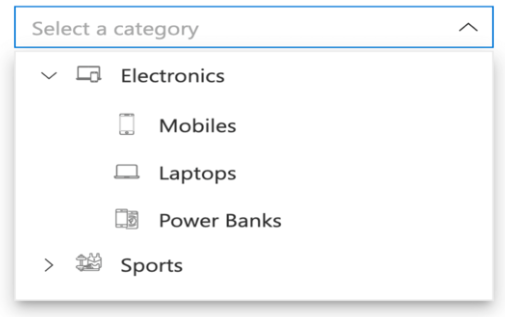 Select a category
Electronics
Mobiles
Laptops
Power Banks
Sports